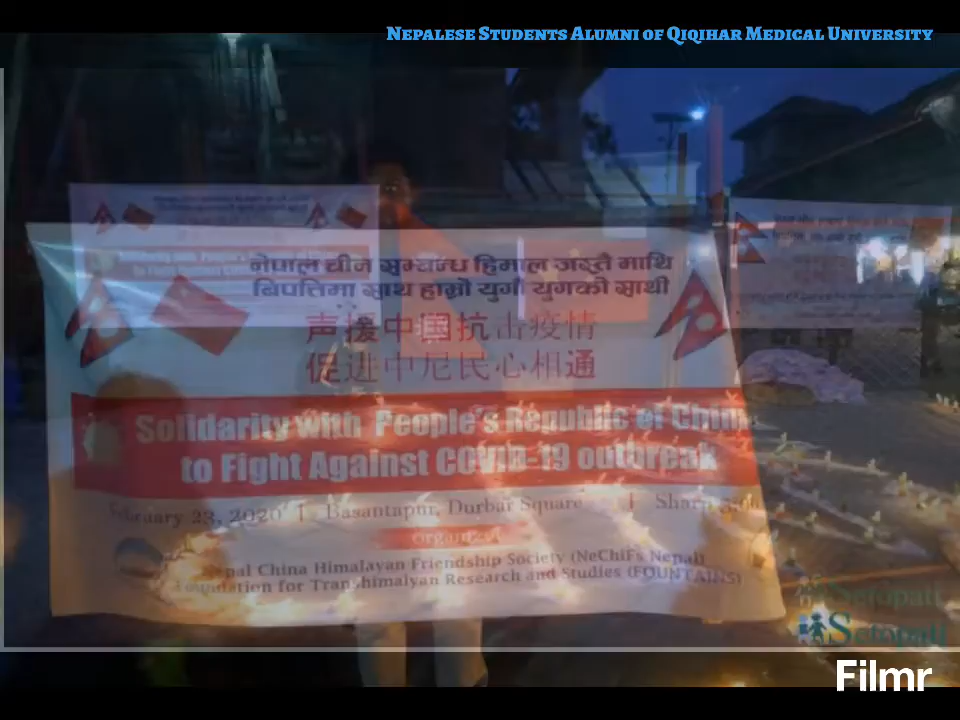 Nepalese Students Alumni of Qiqihar Medical University
नेपाल चीन सम्बन्ध हिमाल जस्तै माथि
बिपत्तिमा साथ हाम्रो युगौं युगको साथी
声援中国抗击疫情
促进中尼民心相通
Solidarity with People's Republic of China
to Fight Against COVID-19 outbreak
February 23, 2020 | Basantapur, Durbar Square | Sharp
Organized
Nepal China Himalayan Friendship Society (NeChiFs Nepal)
Foundation for Transhimalyan Research and Studies (FOUNTAINS)
Setopati
Setopati
Filmr